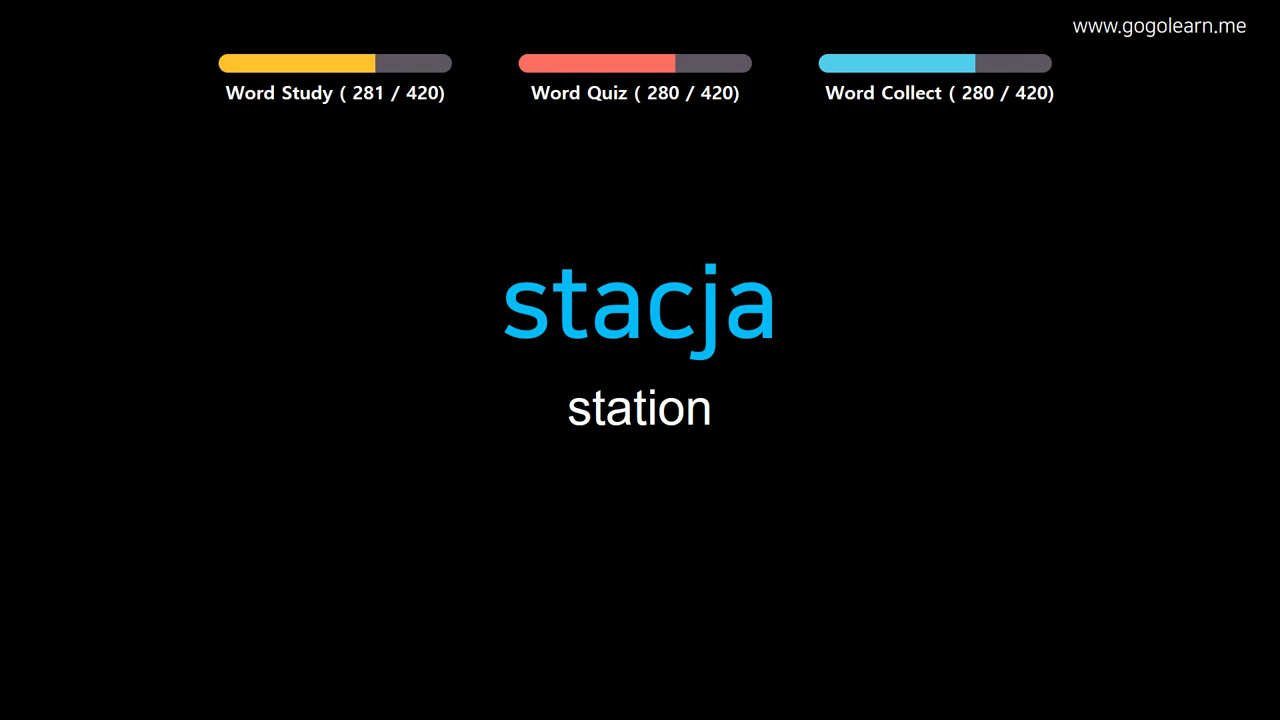 www.gogolearn.me
Word Study ( 281 / 420)
Word Quiz ( 280 / 420)
Word Collect ( 280 / 420)
stacja
station